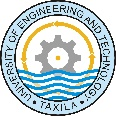 UNIVERSITY OF ENGINEERING AND TECHNOLOGY
TAXILA